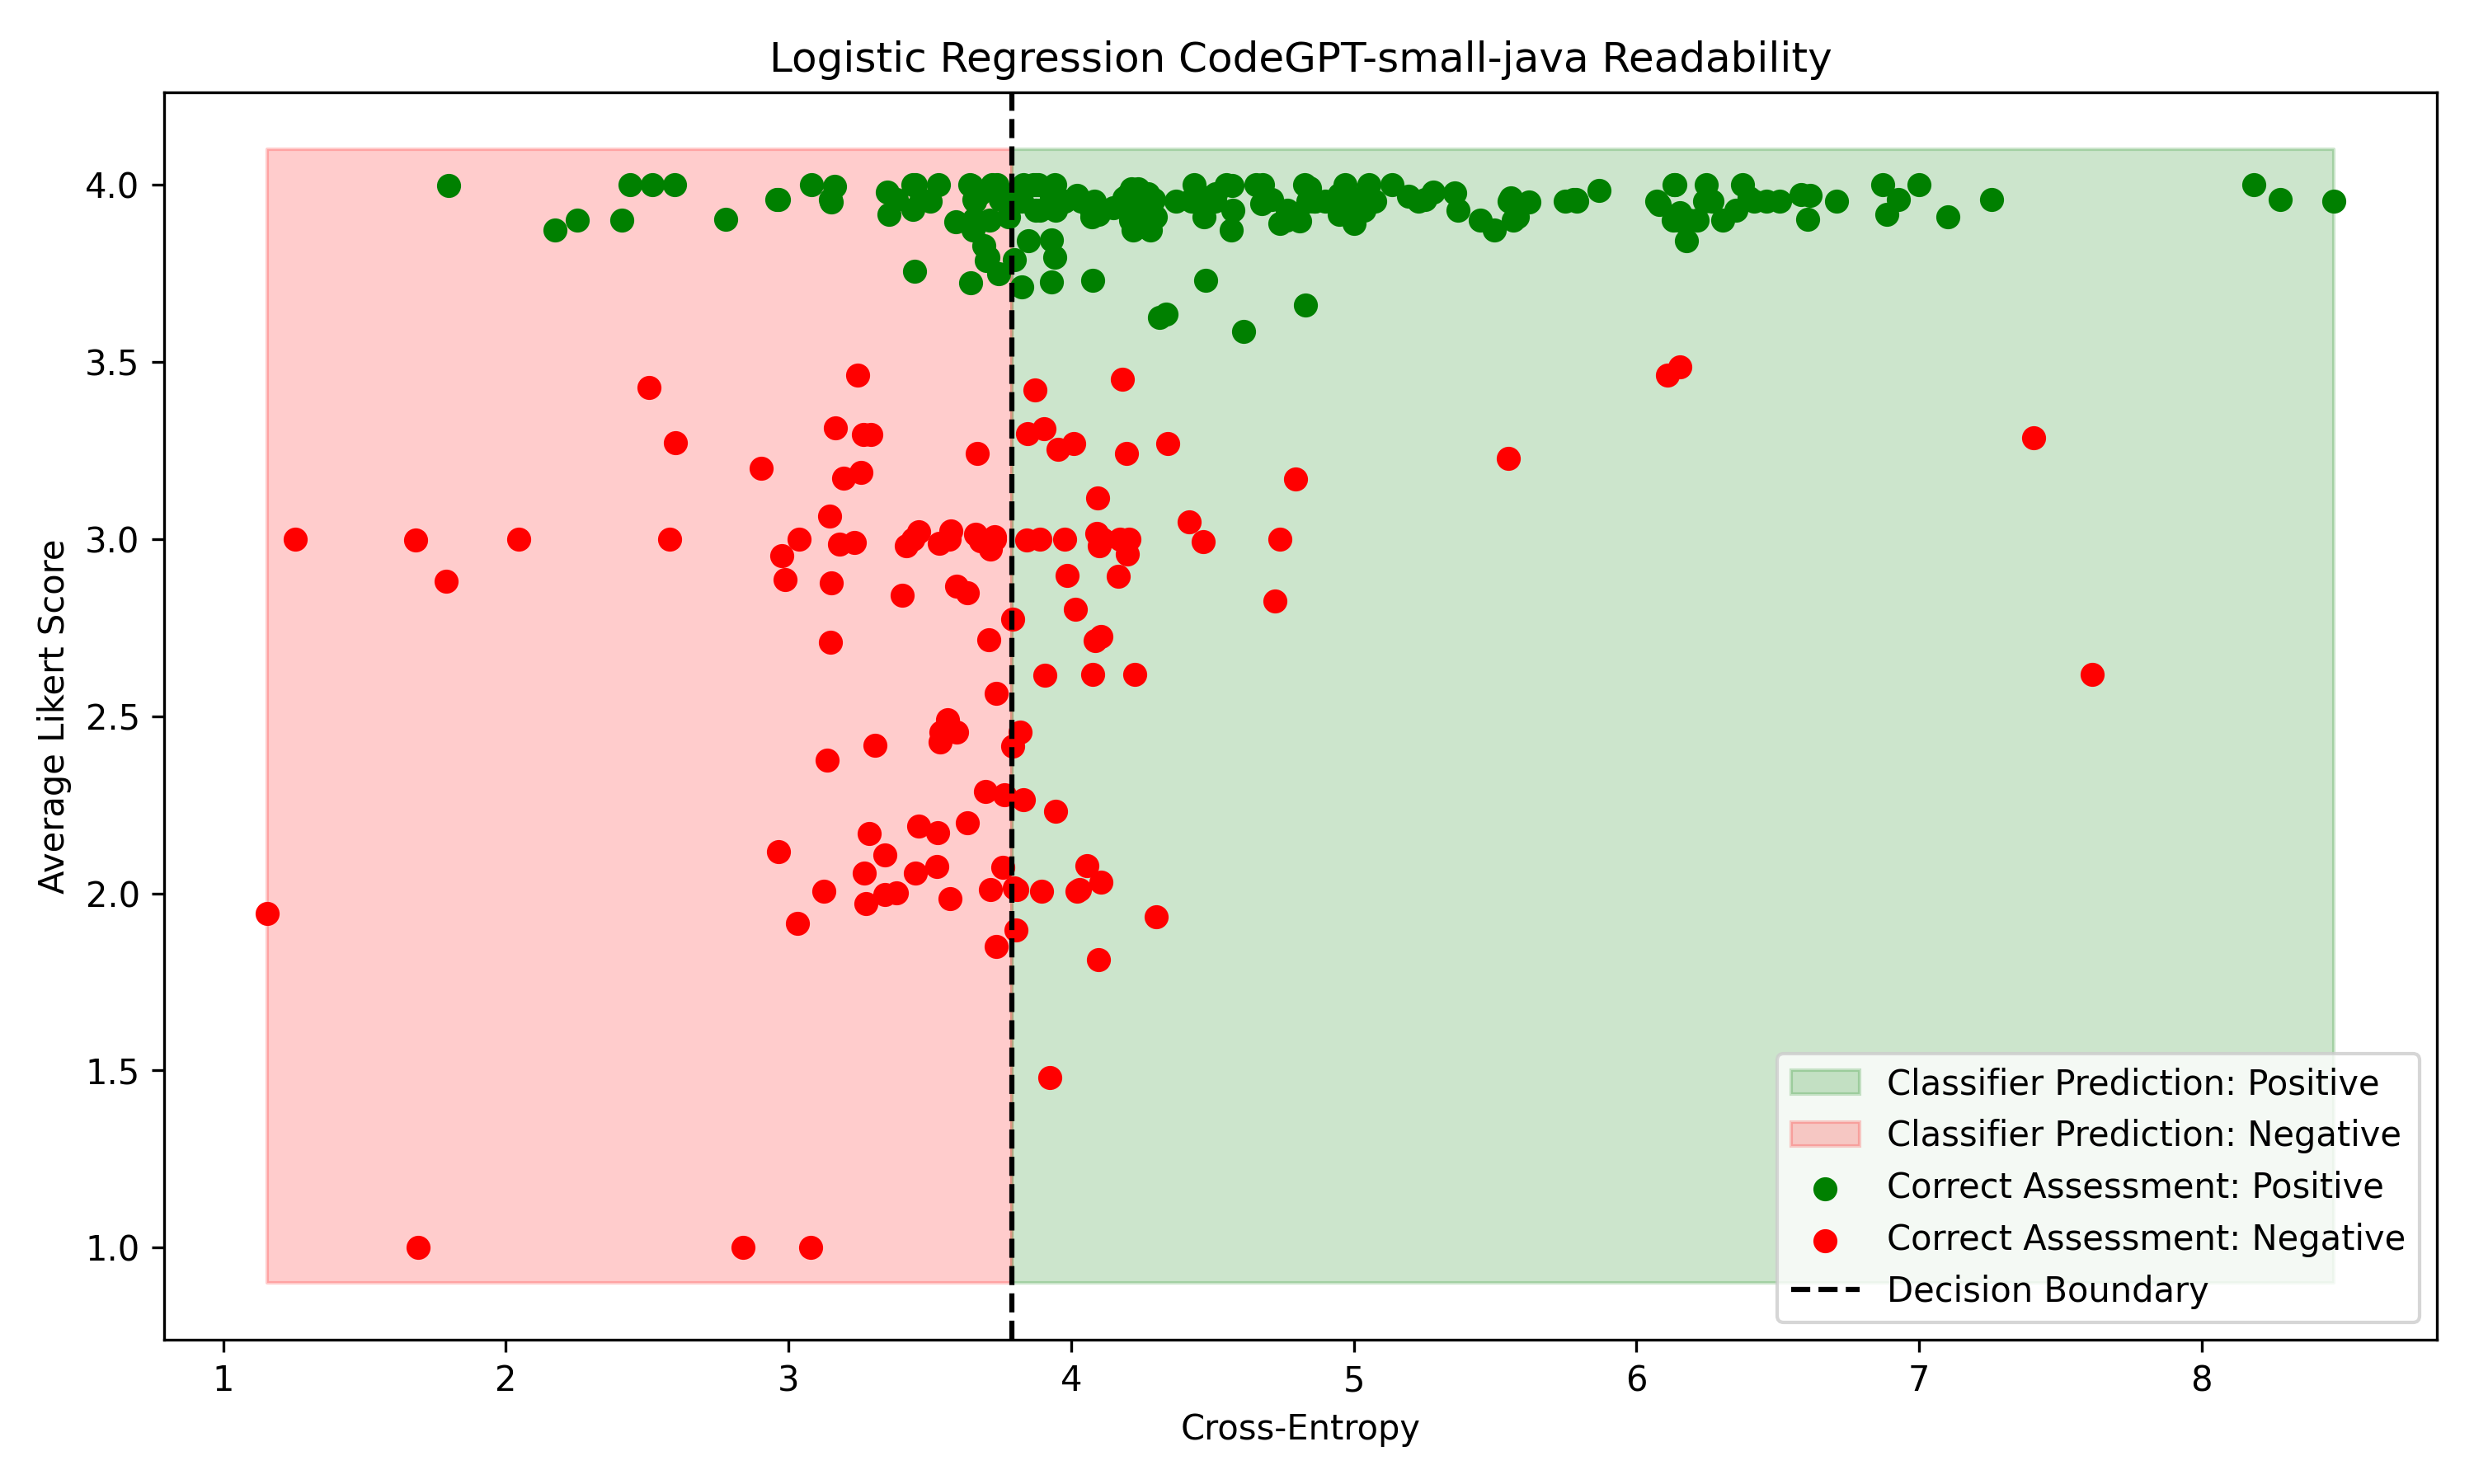 Logistic Regression CodeGPT-small-java Readability
4.0
3.5
3.0
2.5
2.0
1.5
1.0
Average Likert Score
Classifier Prediction: Positive
Classifier Prediction: Negative
Correct Assessment: Positive
Correct Assessment: Negative
Decision Boundary
1 2 3 4 5 6 7 8
Cross-Entropy